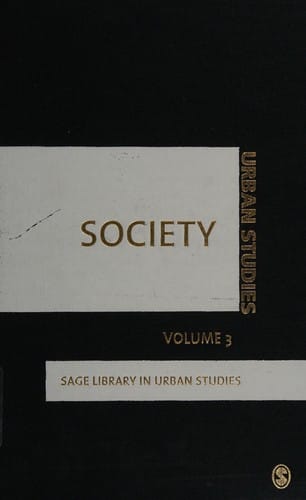 URBAN STUDIES
SOCIETY
VOLUME 3
SAGE LIBRARY IN URBAN STUDIES
S